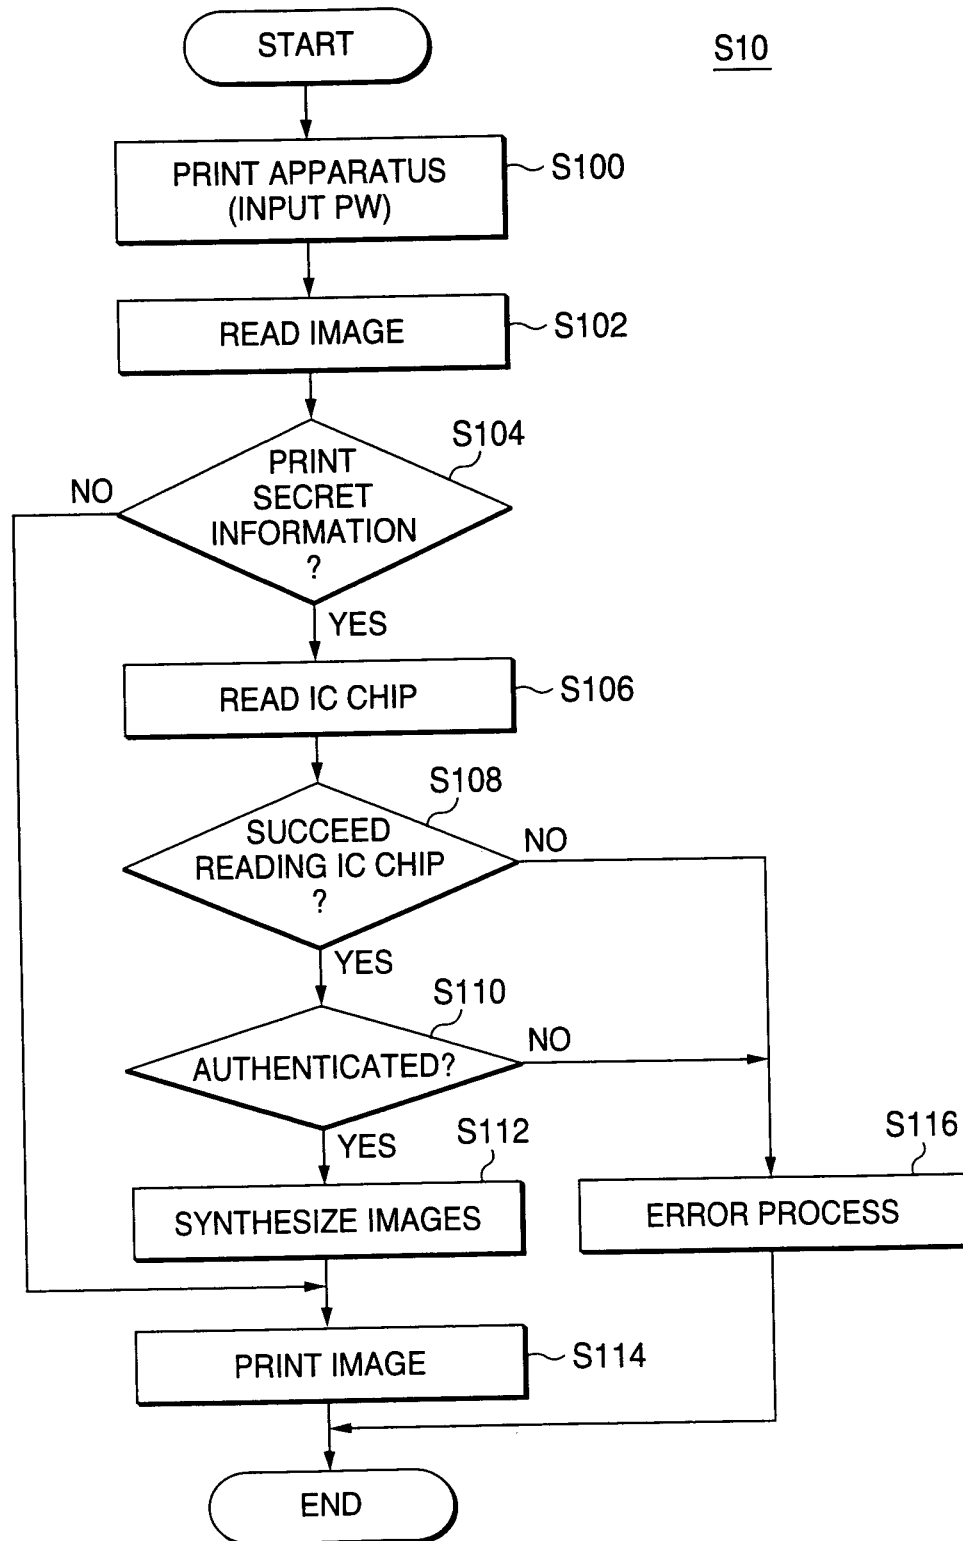 START
S10
PRINT APPARATUS
(INPUT PW)
S100
READ IMAGE
S102
S104
PRINT
SECRET
INFORMATION
?
NO
YES
READ IC CHIP
S106
S108
SUCCEED
READING IC CHIP
?
NO
YES
S110
AUTHENTICATED?
NO
YES
S112
SYNTHESIZE IMAGES
S116
ERROR PROCESS
PRINT IMAGE
S114
END